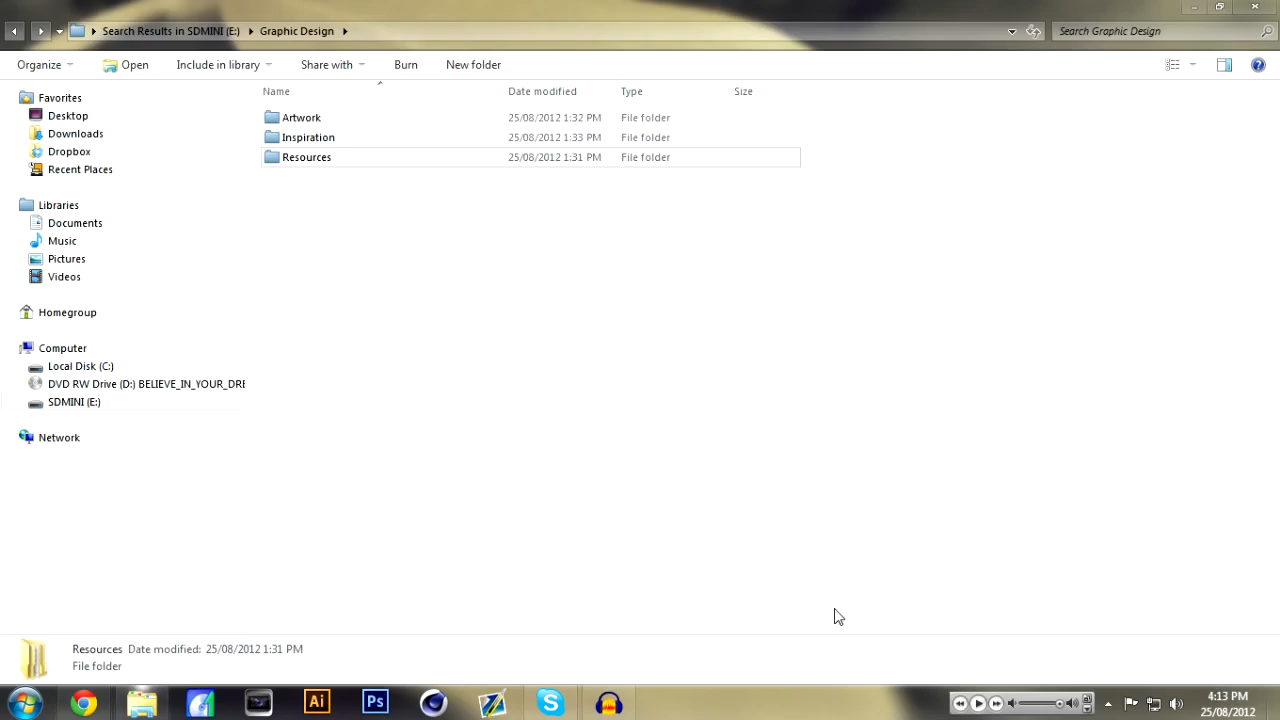 Search Results in SDMINI (E:) Graphic Design Search Graphic Design
Organize Open Include in library Share with Burn New folder
Name Date modified Type Size
Favorites
Desktop
Downloads
Dropbox
Recent Places
Artwork 25/08/2012 1:32 PM File folder
Inspiration 25/08/2012 1:33 PM File folder
Resources 25/08/2012 1:31 PM File folder
Libraries
Documents
Music
Pictures
Videos
Homegroup
Computer
Local Disk (C:)
DVD RW Drive (D:) BELIEVE_IN_YOUR_DRE
SDMINI (E:)
Network
Resources Date modified: 25/08/2012 1:31 PM
File folder
Ai Ps
4:13 PM
25/08/2012